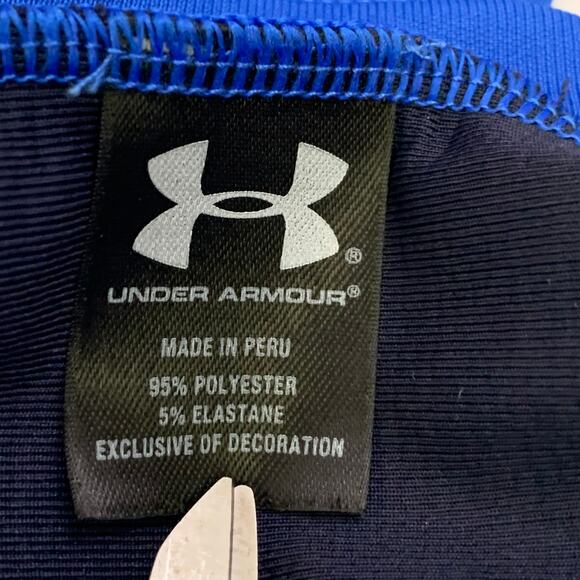 ®
UNDER ARMOUR®
MADE IN PERU
95% POLYESTER
5% ELASTANE
EXCLUSIVE OF DECORATION